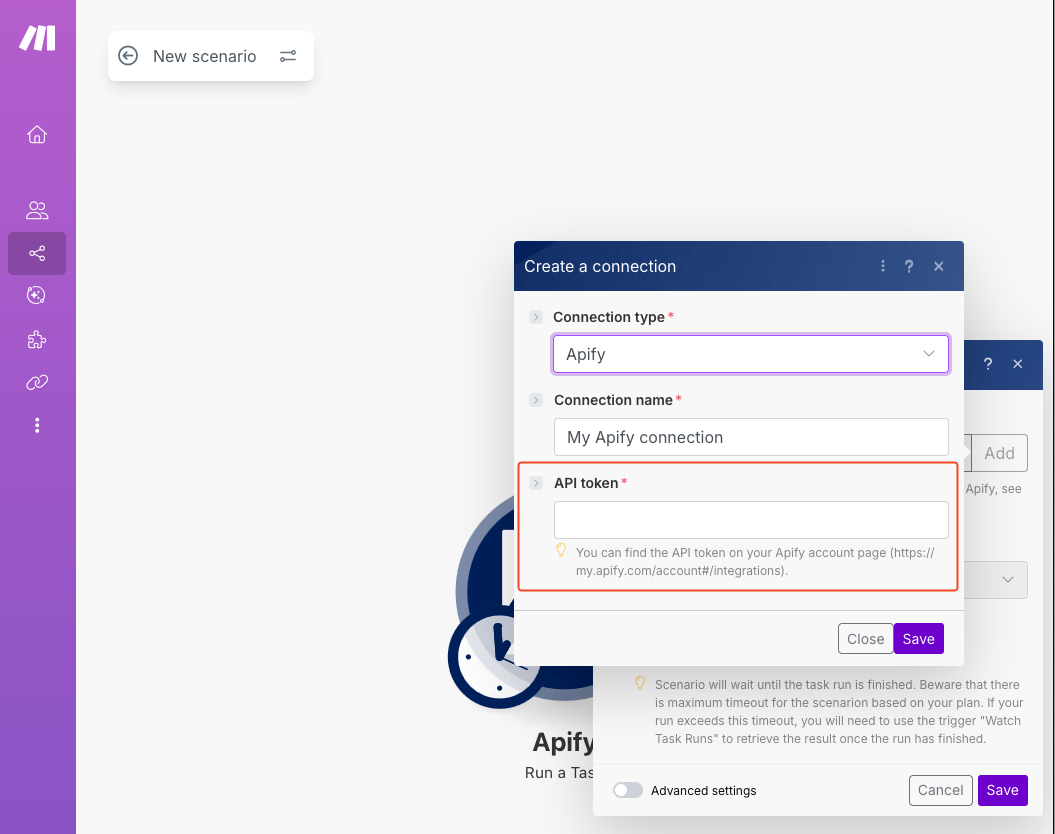 New scenario
Create a connection
?
Connection type *
Apify
Connection name *
My Apify connection
API token *
You can find the API token on your Apify account page (https://
my.apify.com/account#/integrations).
Close
Save
?
Add
Apify, see
Scenario will wait until the task run is finished. Beware that there
is maximum timeout for the scenarion based on your plan. If your
run exceeds this timeout, you will need to use the trigger "Watch
Task Runs" to retrieve the result once the run has finished.
Apify
Run a Tas
Advanced settings
Cancel
Save